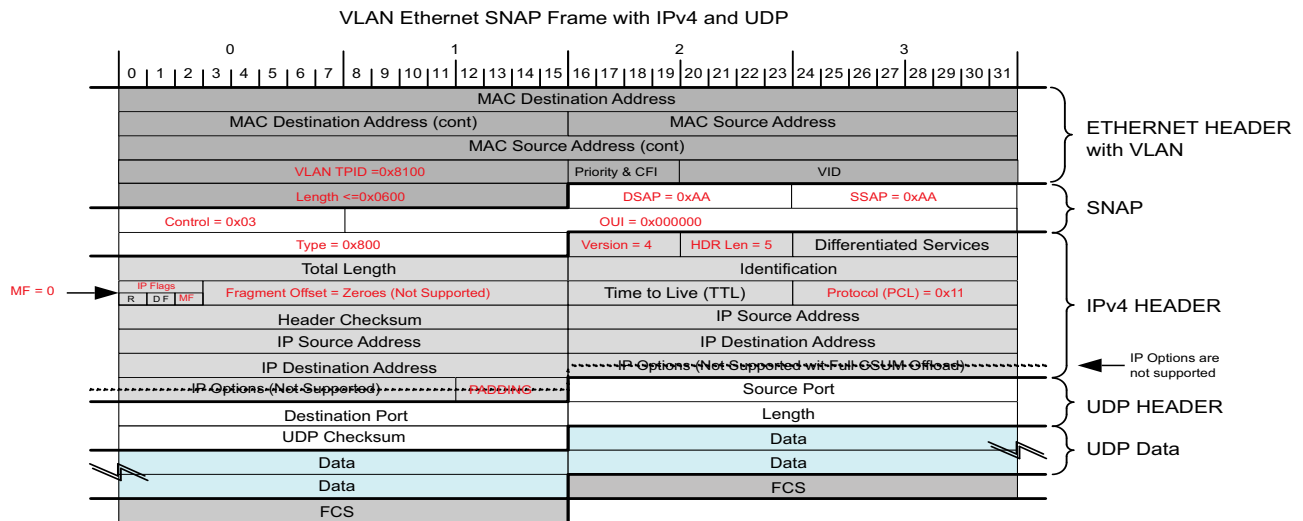 VLAN Ethernet SNAP Frame with IPv4 and UDP
0 1 2 3
0 1 2 3 4 5 6 7 8 9 10 11 12 13 14 15 16 17 18 19 20 21 22 23 24 25 26 27 28 29 30 31
MAC Destination Address
MAC Destination Address (cont) MAC Source Address
MAC Source Address (cont)
VLAN TPID =0x8100 Priority & CFI VID
ETHERNET HEADER
with VLAN
Length <=0x0600 DSAP = 0xAA SSAP = 0xAA
SNAP
Control = 0x03 OUI = 0x000000
Type = 0x800 Version = 4 HDR Len = 5 Differentiated Services
Total Length Identification
MF = 0
IP Flags
R D F MF
Fragment Offset = Zeroes (Not Supported) Time to Live (TTL) Protocol (PCL) = 0x11
Header Checksum IP Source Address
IPv4 HEADER
IP Source Address IP Destination Address
IP Destination Address IP Options (Not Supported wit Full CSUM Offload)
IP Options are
not supported
IP Options (Not Supported) PADDING Source Port
Destination Port Length
UDP HEADER
UDP Checksum Data
Data Data
UDP Data
Data FCS
FCS